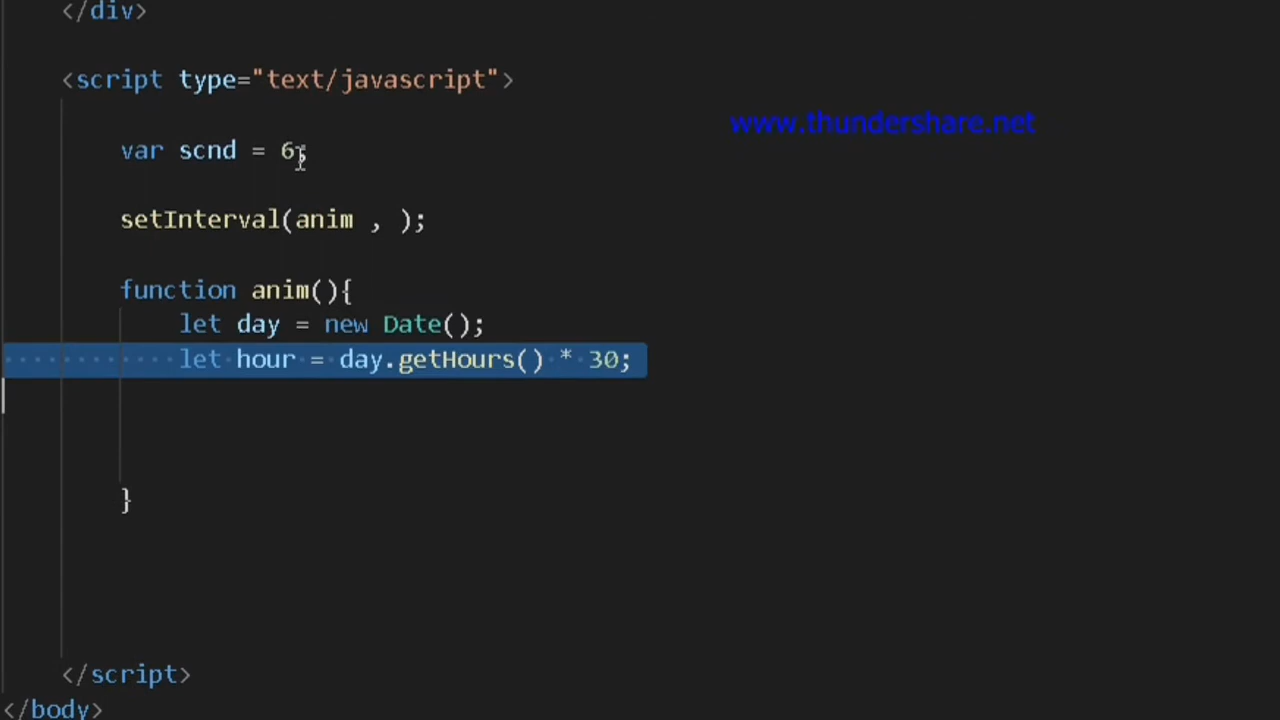 </div>
<script type="text/javascript">
www.thundershare.net
var scnd = 6;
setInterval(anim , );
function anim(){
let day = new Date();
let hour = day.getHours() * 30;
}
</script>
</body>